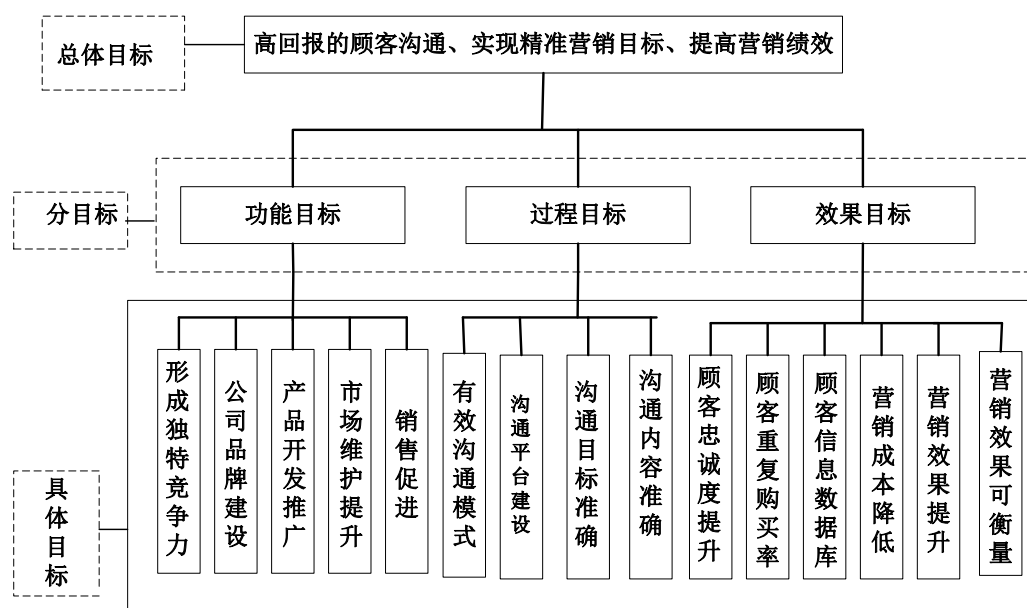 总体目标
高回报的顾客沟通、实现精准营销目标、提高营销绩效
分目标
功能目标
过程目标
效果目标
具体目标
形成独特竞争力
公司品牌建设
产品开发推广
市场维护提升
销售促进
有效沟通模式
沟通平台建设
沟通目标准确
沟通内容准确
顾客忠诚度提升
顾客重复购买率
顾客信息数据库
营销成本降低
营销效果提升
营销效果可衡量